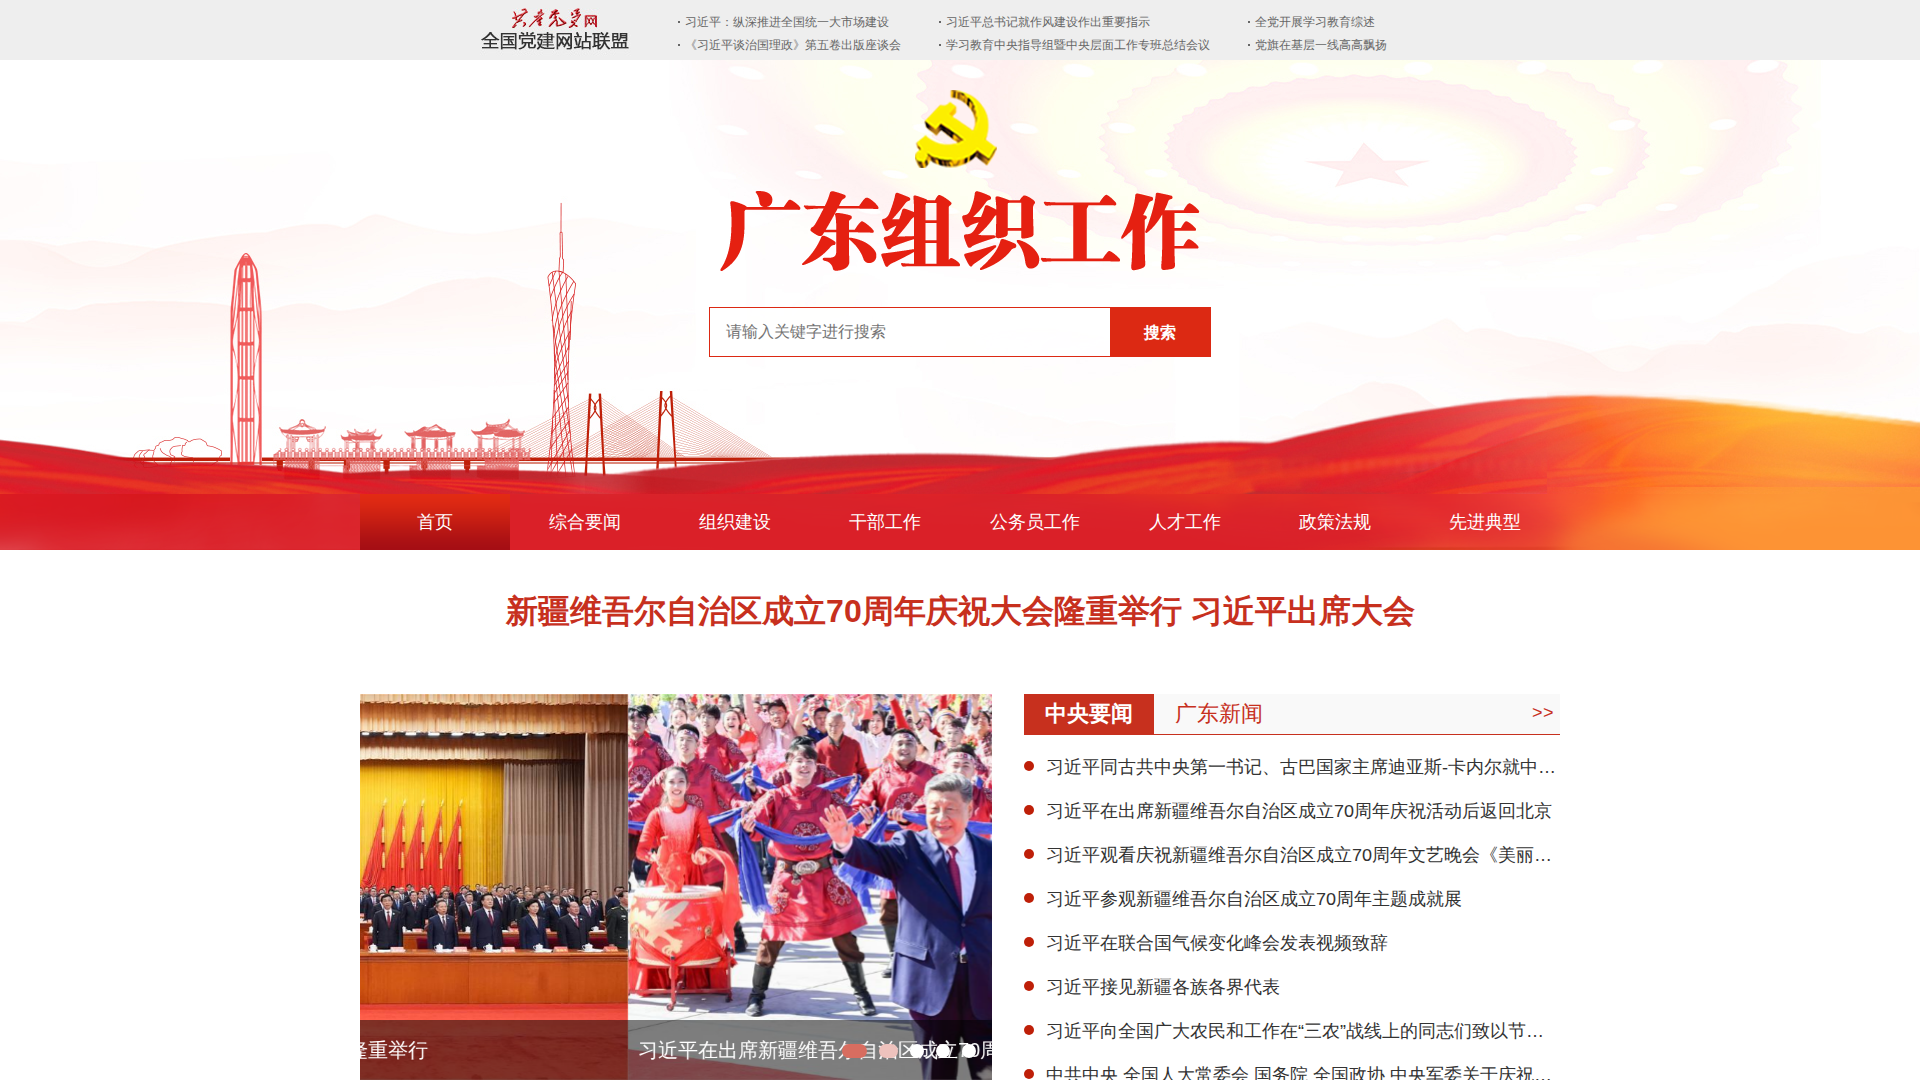 共产党员网
全国党建网站联盟
· 习近平：纵深推进全国统一大市场建设
· 《习近平谈治国理政》第五卷出版座谈会
· 习近平总书记就作风建设作出重要指示
· 学习教育中央指导组暨中央层面工作专班总结会议
· 全党开展学习教育综述
· 党旗在基层一线高高飘扬
广东组织工作
请输入关键字进行搜索
搜索
首页 综合要闻 组织建设 干部工作 公务员工作 人才工作 政策法规 先进典型
新疆维吾尔自治区成立70周年庆祝大会隆重举行 习近平出席大会
隆重举行
习近平在出席新疆维吾尔自治区成立70周
中央要闻 广东新闻 >>
习近平同古共中央第一书记、古巴国家主席迪亚斯-卡内尔就中…
习近平在出席新疆维吾尔自治区成立70周年庆祝活动后返回北京
习近平观看庆祝新疆维吾尔自治区成立70周年文艺晚会《美丽…
习近平参观新疆维吾尔自治区成立70周年主题成就展
习近平在联合国气候变化峰会发表视频致辞
习近平接见新疆各族各界代表
习近平向全国广大农民和工作在“三农”战线上的同志们致以节…
中共中央 全国人大常委会 国务院 全国政协 中央军委关于庆祝…